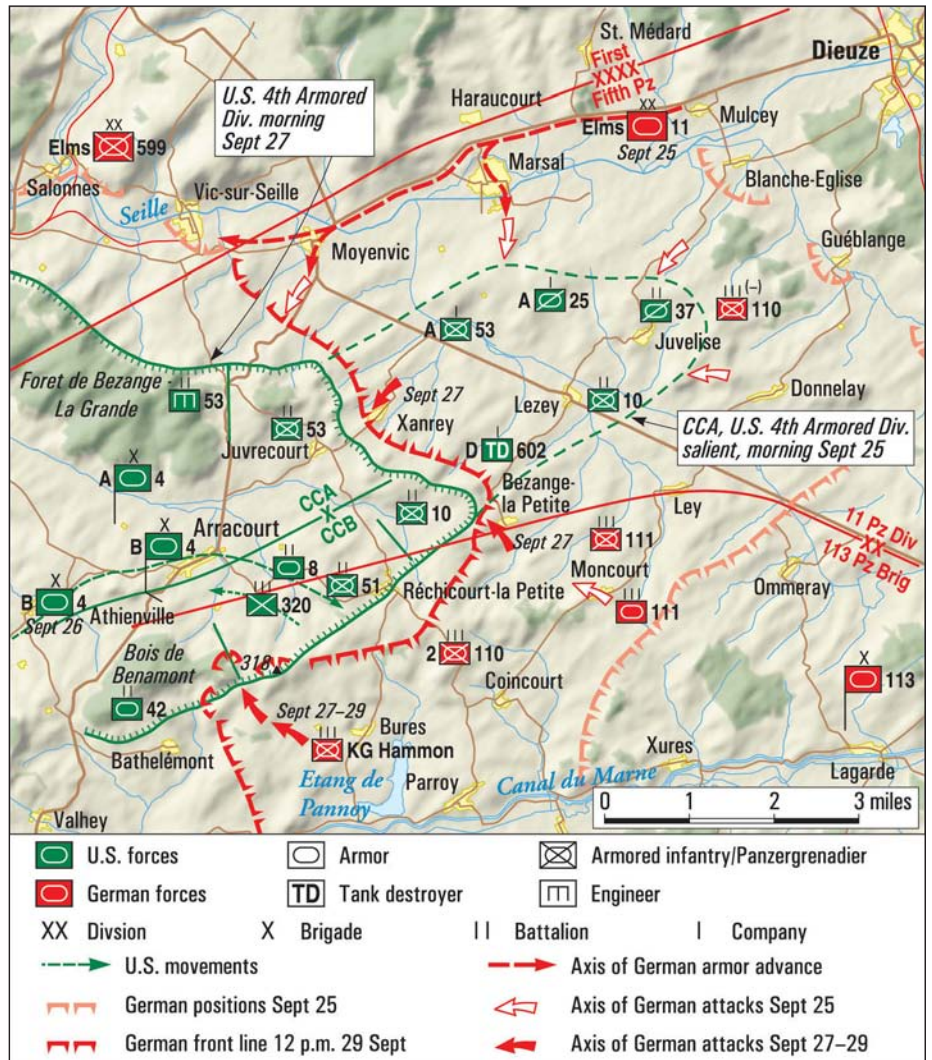 St. Médard
Dieuze
First
XXXX
Fifth Pz
U.S. 4th Armored
Div. morning
Sept 27
Haraucourt
XX
Elms 11
Sept 25
Mulcey
XX
Elms 599
Marsal
Salonnes
Vic-sur-Seille
Blanche-Eglise
Seille
Moyenvic
Guéblange
A 25
A 53
37
III(–)
110
Juvelise
Foret de Bezange -
La Grande
53
Sept 27
Lezey
10
Donnelay
53
Xanrey
Juvrecourt
D TD 602
CCA, U.S. 4th Armored Div.
salient, morning Sept 25
X
A 4
Bezange-
la Petite
10
Ley
CCA
X
CCB
11 Pz Div
XX
113 Pz Brig
X
B 4
Arracourt
Sept 27
III
111
Moncourt
Ommeray
8
51
X
B 4
Sept 26
Athienville
III
320
Réchicourt-la Petite
III
111
Bois de
Benamont
318
III
2 110
X
113
42
Coincourt
Sept 27–29
Bures
III
KG Hammon
Bathelémont
Xures
Etang de
Pannoy
Parroy
Canal du Marne
Lagarde
Valhey
0 1 2 3 miles
U.S. forces
Armor
Armored infantry/Panzergrenadier
German forces
TD Tank destroyer
Engineer
XX Divsion
X Brigade
II Battalion
I Company
U.S. movements
Axis of German armor advance
German positions Sept 25
Axis of German attacks Sept 25
German front line 12 p.m. 29 Sept
Axis of German attacks Sept 27–29